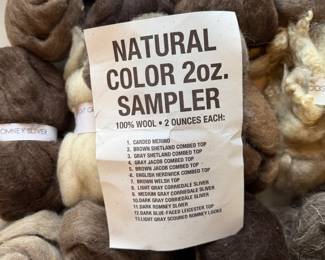 NATURAL
COLOR 2oz.
SAMPLER
100% WOOL • 2 OUNCES EACH:
1. CARDED MERINO
2. BROWN SHETLAND COMBED TOP
3. GRAY SHETLAND COMBED TOP
4. GRAY JACOB COMBED TOP
5. BROWN JACOB COMBED TOP
6. ENGLISH HERDWICK COMBED TOP
7. BROWN WELSH TOP
8. LIGHT GRAY CORRIEDALE SLIVER
9. MEDIUM GRAY CORRIEDALE SLIVER
10. DARK GRAY CORRIEDALE SLIVER
11. DARK ROMNEY SLIVER
12. DARK BLUE-FACED LEICESTER TOP
13. LIGHT GRAY SCOURED ROMNEY LOCKS
OMNEY SLIVER